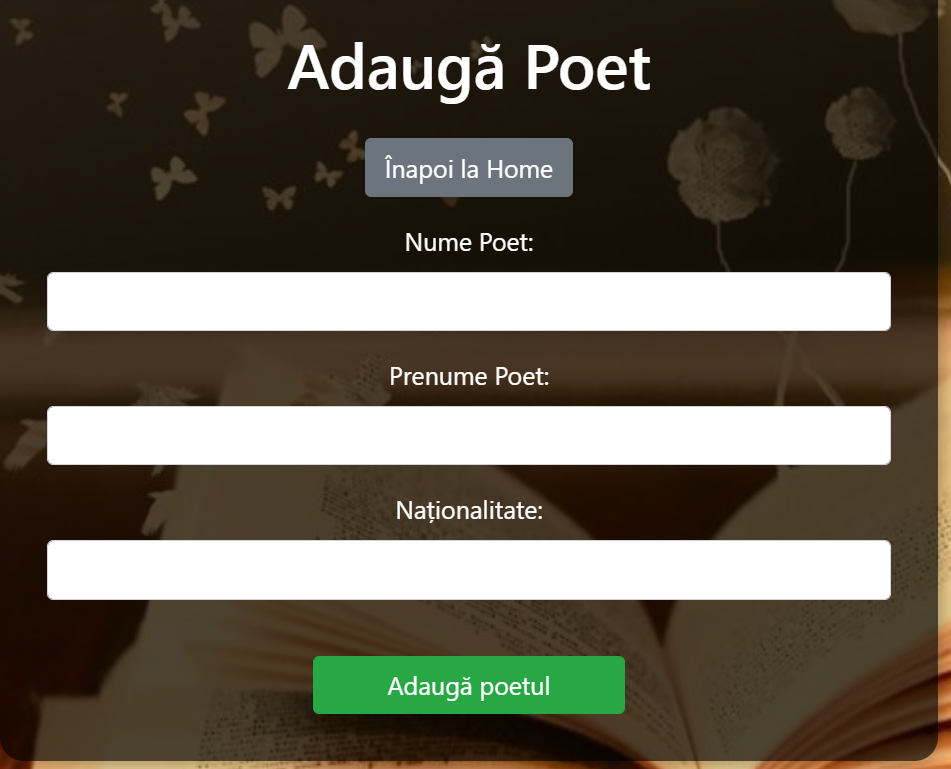 Adaugă Poet
Înapoi la Home
Nume Poet:
Prenume Poet:
Naționalitate:
Adaugă poetul